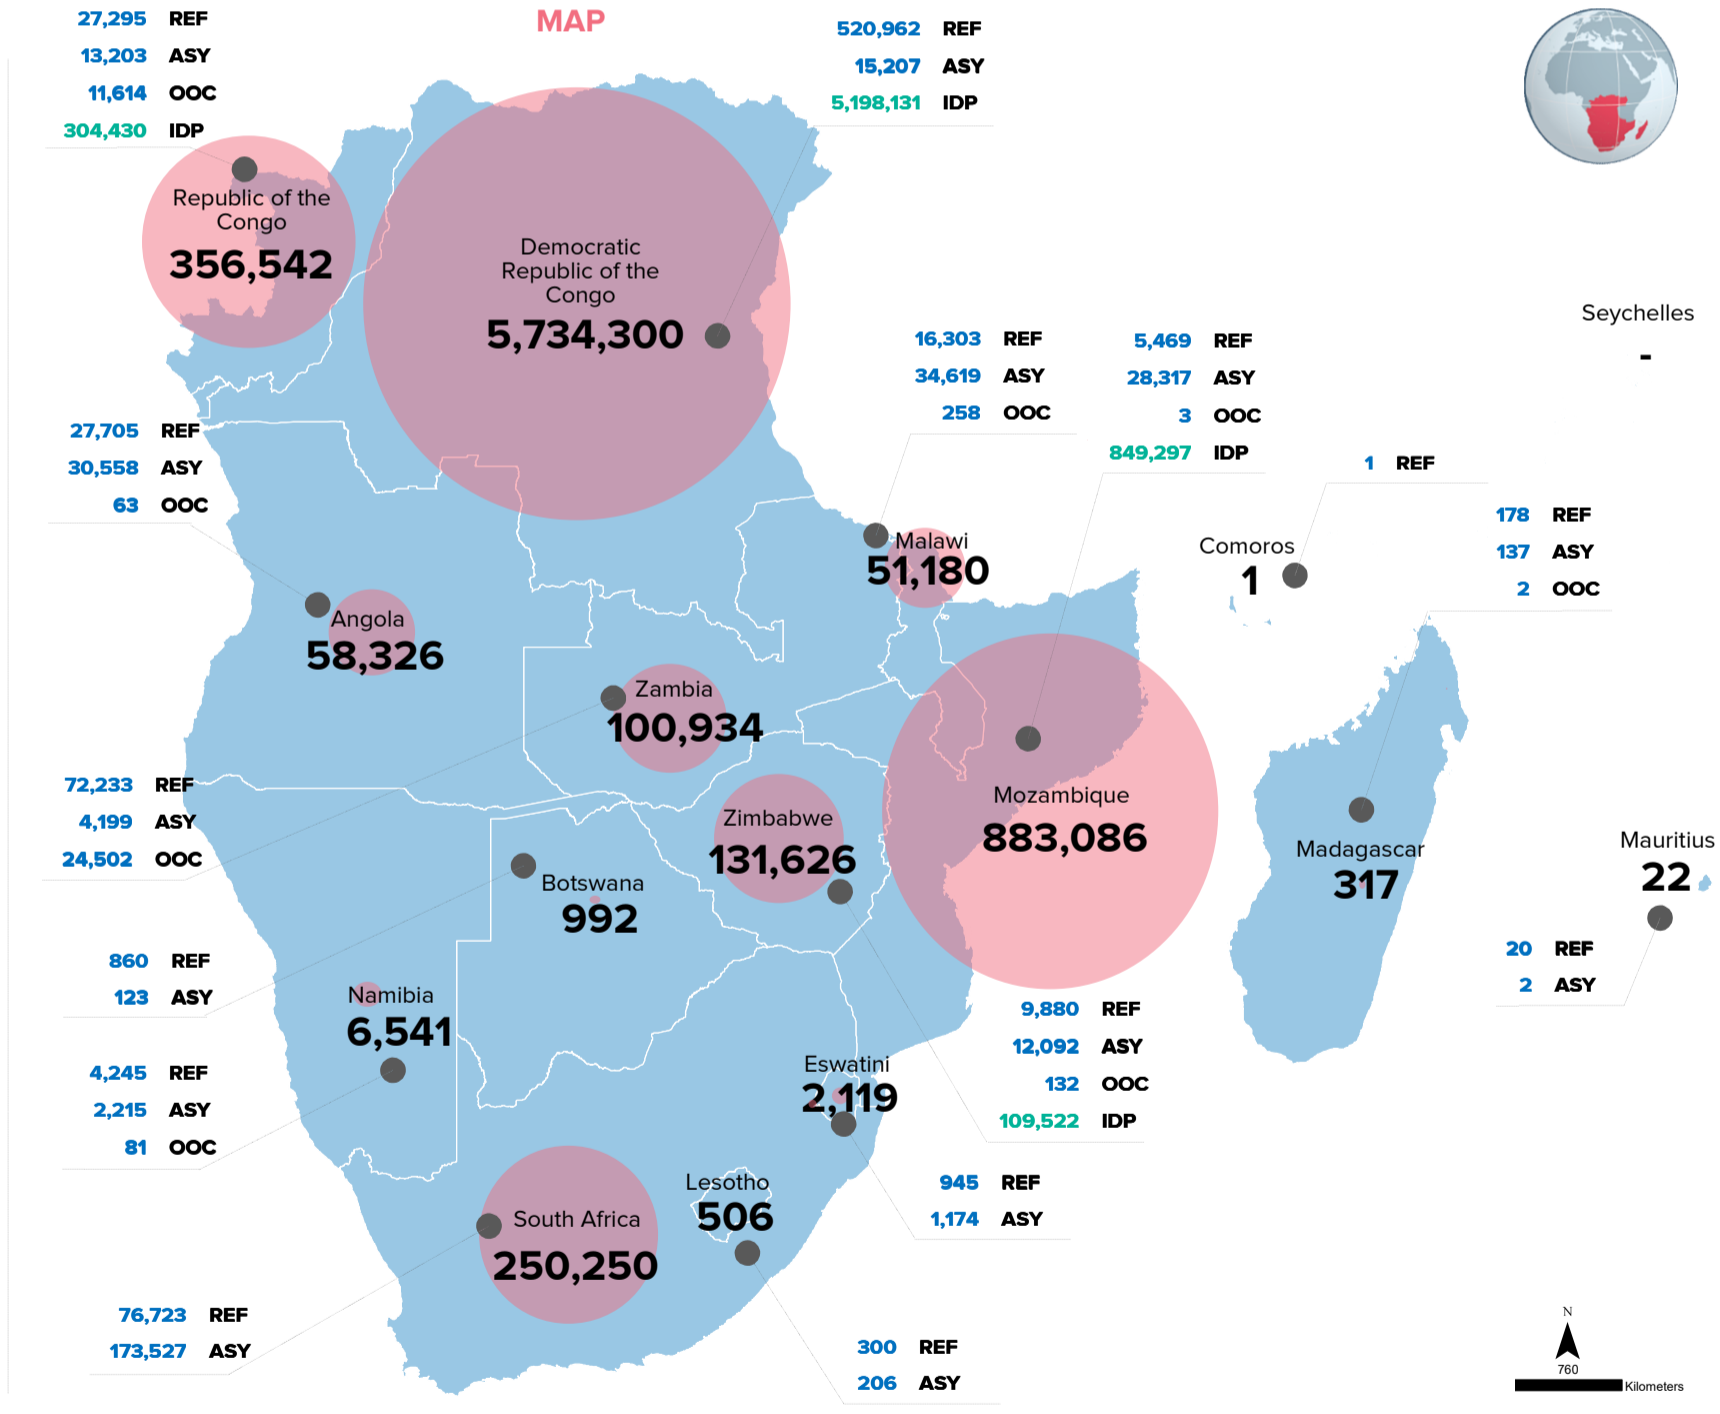 MAP
27,295 REF
13,203 ASY
11,614 OOC
304,430 IDP
Republic of the
Congo
356,542
520,962 REF
15,207 ASY
5,198,131 IDP
Democratic
Republic of the
Congo
5,734,300
Seychelles
-
16,303 REF
34,619 ASY
258 OOC
Malawi
51,180
5,469 REF
28,317 ASY
3 OOC
849,297 IDP
Mozambique
883,086
1 REF
Comoros
1
178 REF
137 ASY
2 OOC
Madagascar
317
27,705 REF
30,558 ASY
63 OOC
Angola
58,326
Zambia
100,934
72,233 REF
4,199 ASY
24,502 OOC
Zimbabwe
131,626
9,880 REF
12,092 ASY
132 OOC
109,522 IDP
Mauritius
22
20 REF
2 ASY
Botswana
992
860 REF
123 ASY
Namibia
6,541
4,245 REF
2,215 ASY
81 OOC
Eswatini
2,119
945 REF
1,174 ASY
Lesotho
506
300 REF
206 ASY
South Africa
250,250
76,723 REF
173,527 ASY
N
760
Kilometers